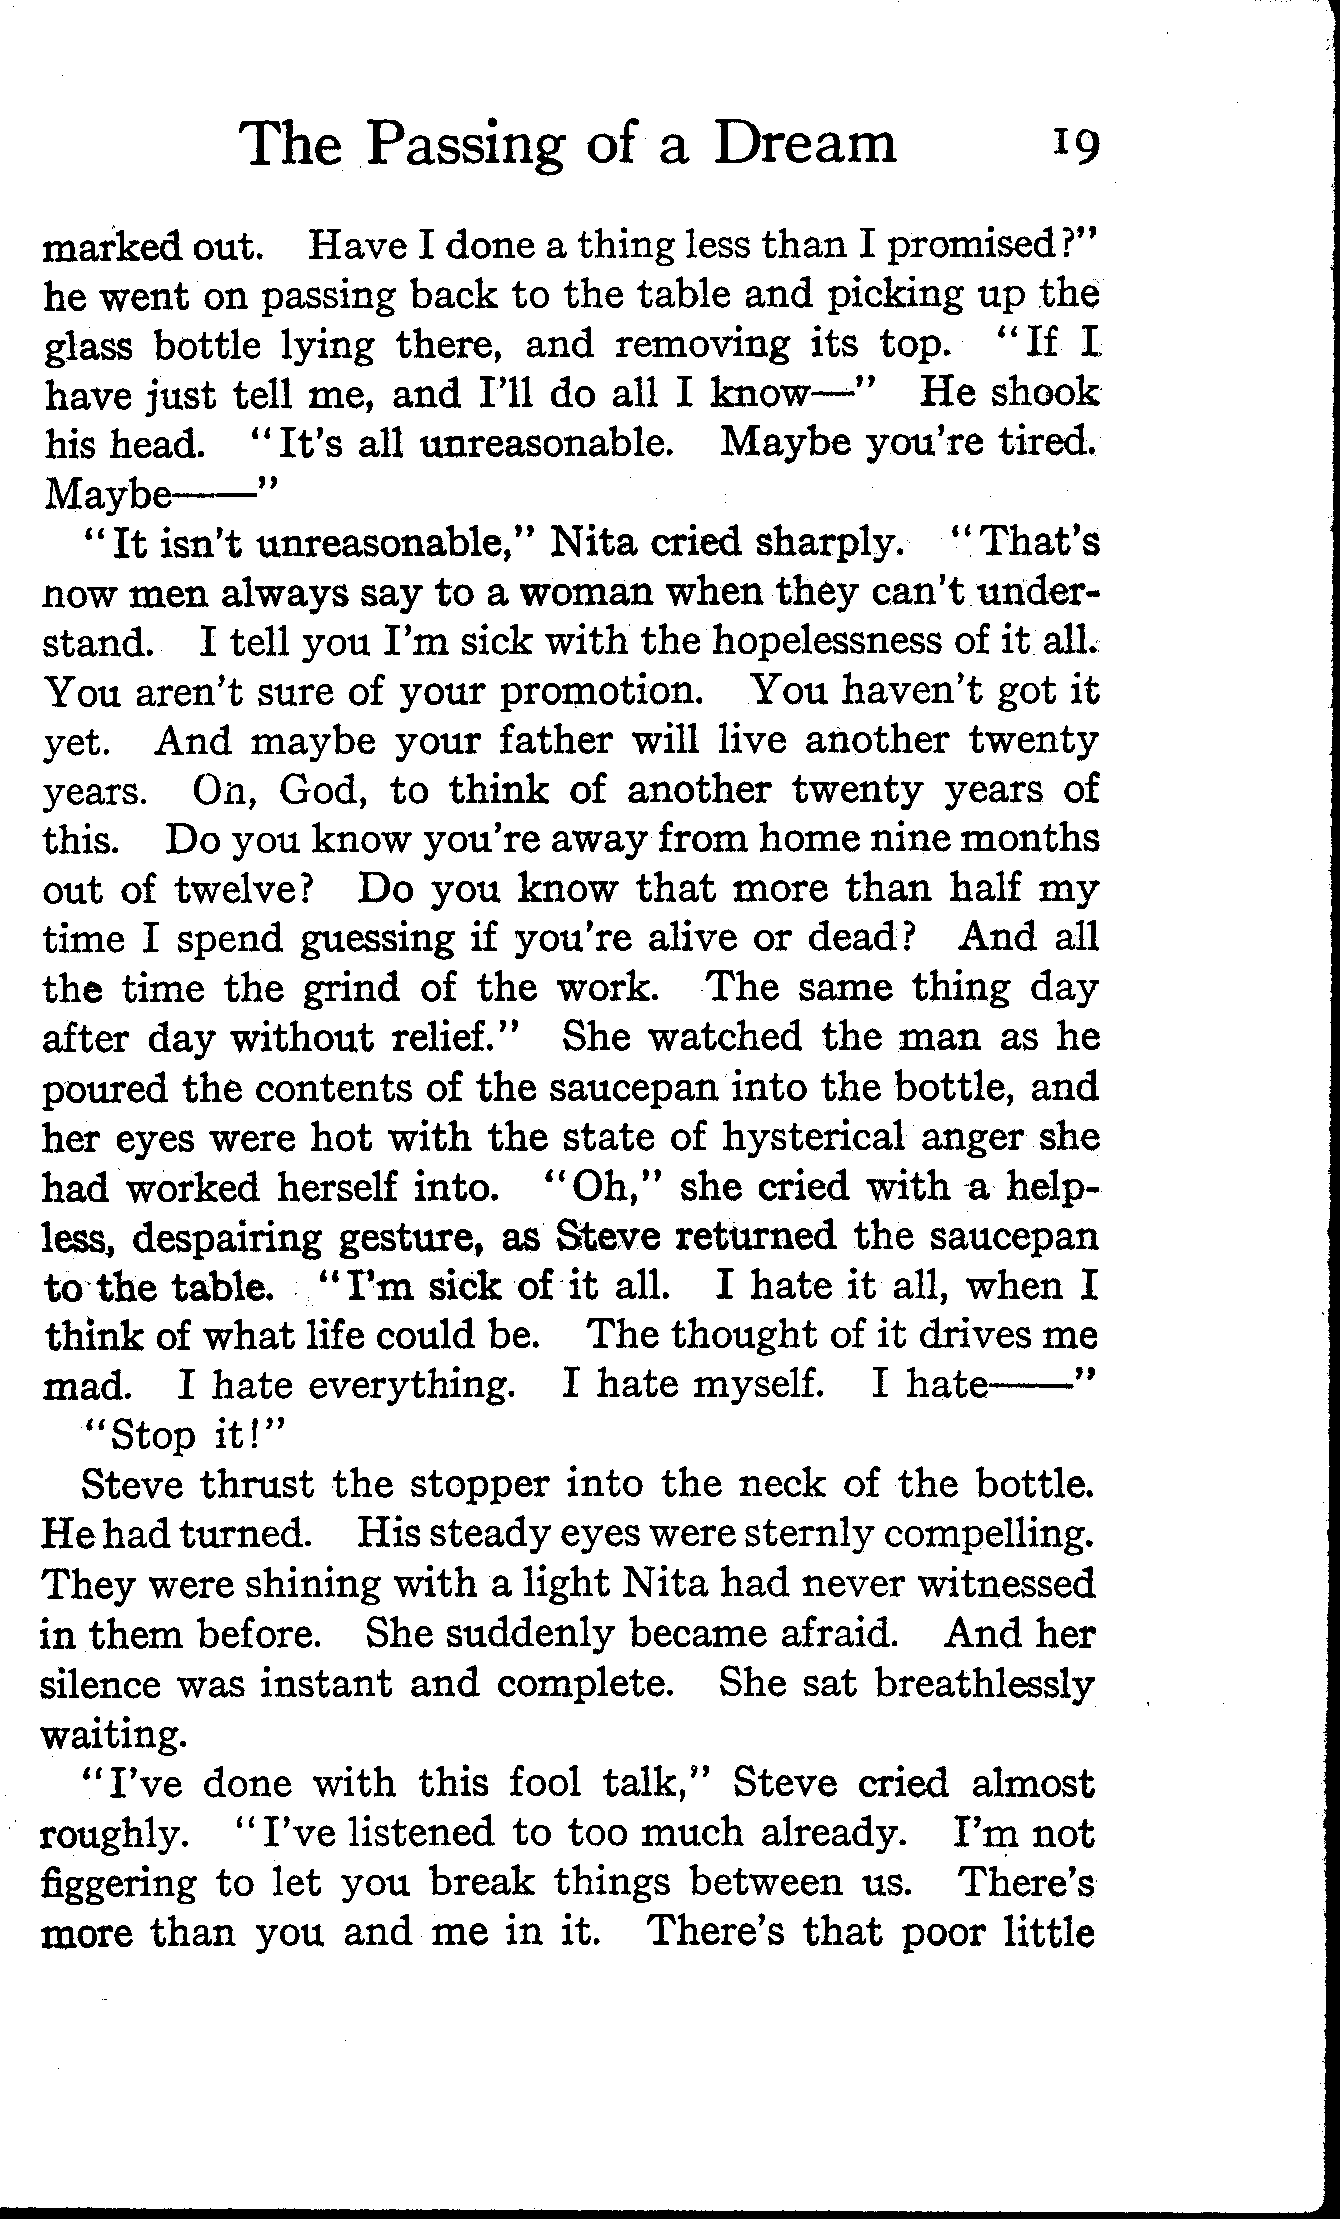 The Passing of a Dream 19
marked out. Have I done a thing less than I promised?"
he went on passing back to the table and picking up the
glass bottle lying there, and removing its top. "If I
have just tell me, and I'll do all I know—" He shook
his head. "It's all unreasonable. Maybe you're tired.
Maybe——"
"It isn't unreasonable," Nita cried sharply. "That's
now men always say to a woman when they can't under-
stand. I tell you I'm sick with the hopelessness of it all.
You aren't sure of your promotion. You haven't got it
yet. And maybe your father will live another twenty
years. On, God, to think of another twenty years of
this. Do you know you're away from home nine months
out of twelve? Do you know that more than half my
time I spend guessing if you're alive or dead? And all
the time the grind of the work. The same thing day
after day without relief." She watched the man as he
poured the contents of the saucepan into the bottle, and
her eyes were hot with the state of hysterical anger she
had worked herself into. "Oh," she cried with a help-
less, despairing gesture, as Steve returned the saucepan
to the table. "I'm sick of it all. I hate it all, when I
think of what life could be. The thought of it drives me
mad. I hate everything. I hate myself. I hate——"
"Stop it!"
Steve thrust the stopper into the neck of the bottle.
He had turned. His steady eyes were sternly compelling.
They were shining with a light Nita had never witnessed
in them before. She suddenly became afraid. And her
silence was instant and complete. She sat breathlessly
waiting.
"I've done with this fool talk," Steve cried almost
roughly. "I've listened to too much already. I'm not
figgering to let you break things between us. There's
more than you and me in it. There's that poor little